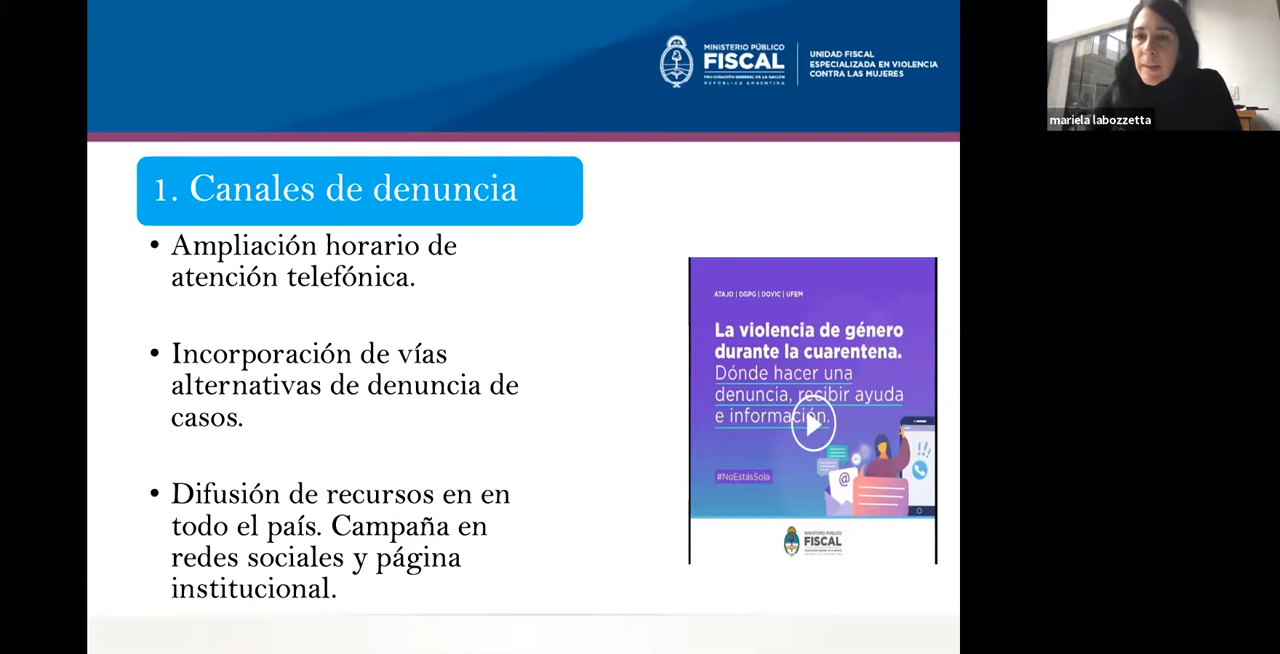 MINISTERIO PÚBLICO
FISCAL
PROCURACIÓN GENERAL DE LA NACIÓN
REPÚBLICA ARGENTINA
UNIDAD FISCAL
ESPECIALIZADA EN VIOLENCIA
CONTRA LAS MUJERES
mariela labozzetta
1. Canales de denuncia
• Ampliación horario de
atención telefónica.
• Incorporación de vías
alternativas de denuncia de
casos.
• Difusión de recursos en en
todo el país. Campaña en
redes sociales y página
institucional.
ATAJO | DGPG | DOVIC | UFEM
La violencia de género
durante la cuarentena.
Dónde hacer una
denuncia, recibir ayuda
e información.
#NoEstásSola
@
MINISTERIO PÚBLICO
FISCAL